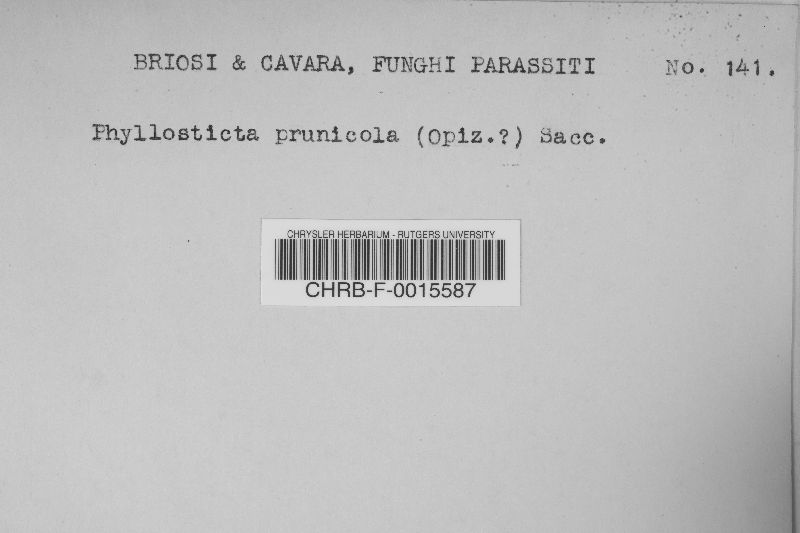 BRIOSI & CAVARA, FUNGHI PARASSITI No. 141.
Phyllosticta prunicola (Opiz.?) Sacc.
CHRYSLER HERBARIUM - RUTGERS UNIVERSITY
CHRB-F-0015587